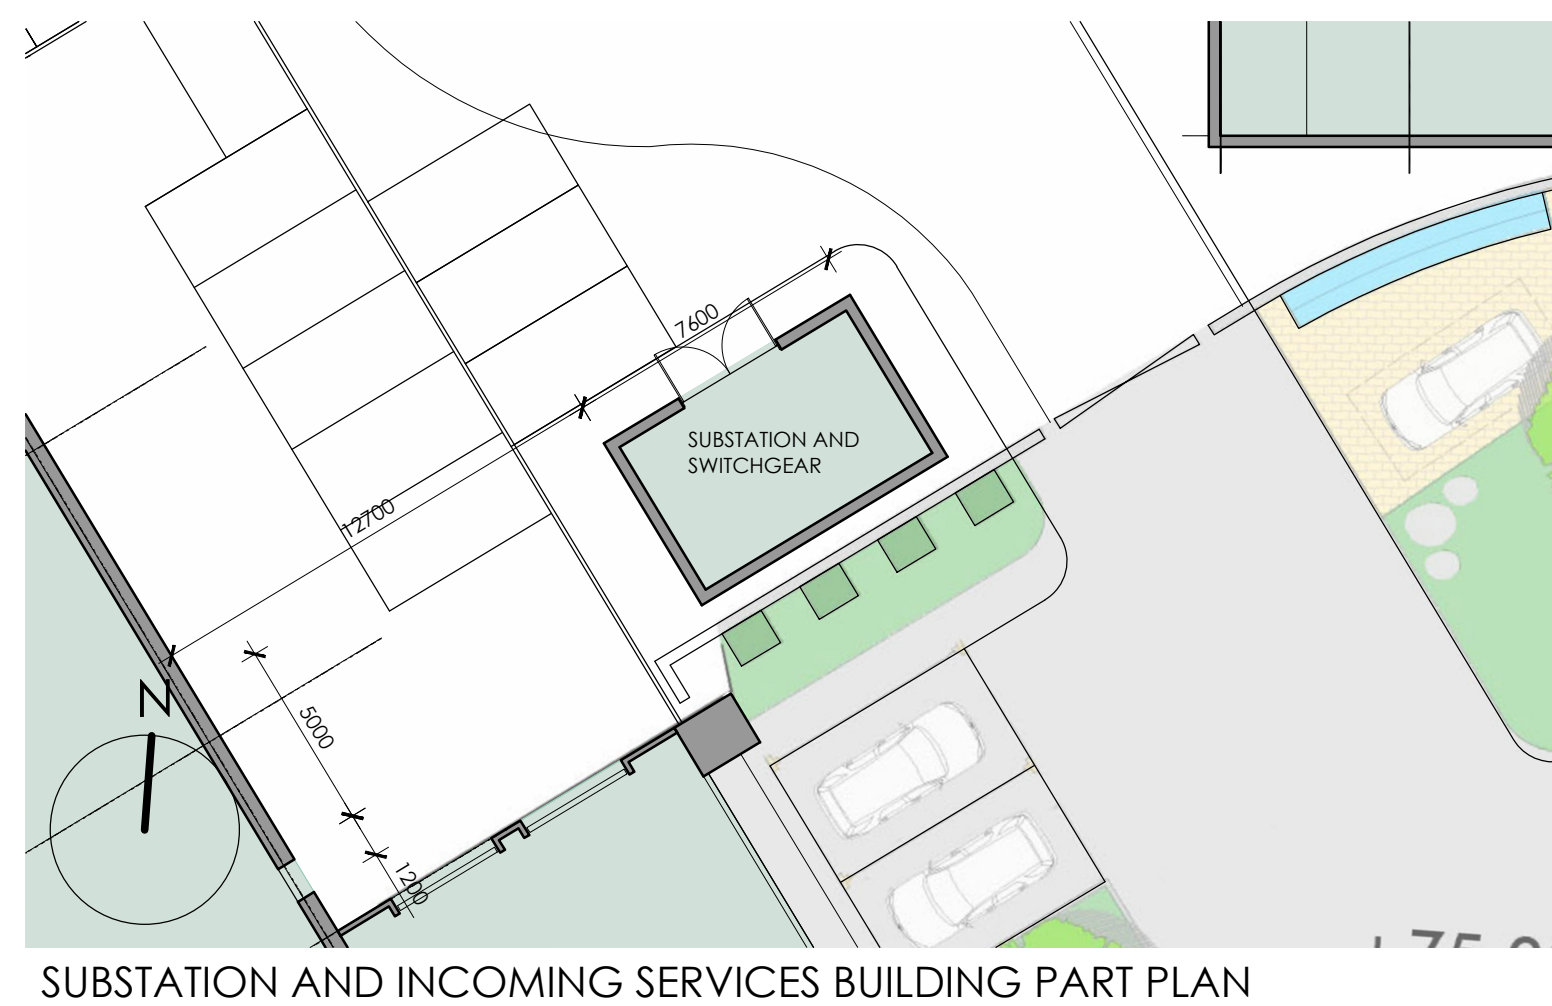 7600
SUBSTATION AND
SWITCHGEAR
12700
N
5000
1200
SUBSTATION AND INCOMING SERVICES BUILDING PART PLAN